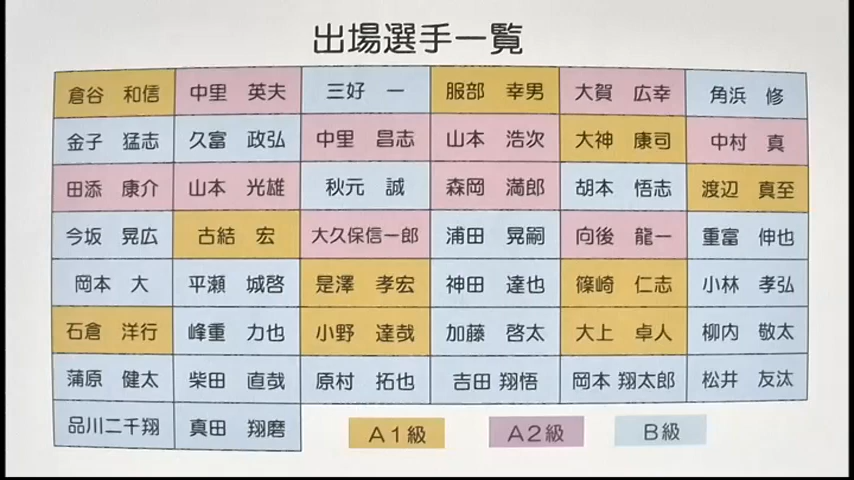 出場選手一覧
倉谷 和信 中里 英夫 三好 一 服部 幸男 大賀 広幸 角浜 修
金子 猛志 久富 政弘 中里 昌志 山本 浩次 大神 康司 中村 真
田添 康介 山本 光雄 秋元 誠 森岡 満郎 胡本 悟志 渡辺 真至
今坂 晃広 古結 宏 大久保信一郎 浦田 晃嗣 向後 龍一 重富 伸也
岡本 大 平瀬 城啓 是澤 孝宏 神田 達也 篠崎 仁志 小林 孝弘
石倉 洋行 峰重 力也 小野 達哉 加藤 啓太 大上 卓人 柳内 敬太
蒲原 健太 柴田 直哉 原村 拓也 吉田 翔悟 岡本 翔太郎 松井 友汰
品川二千翔 真田 翔磨 A1級 A2級 B級